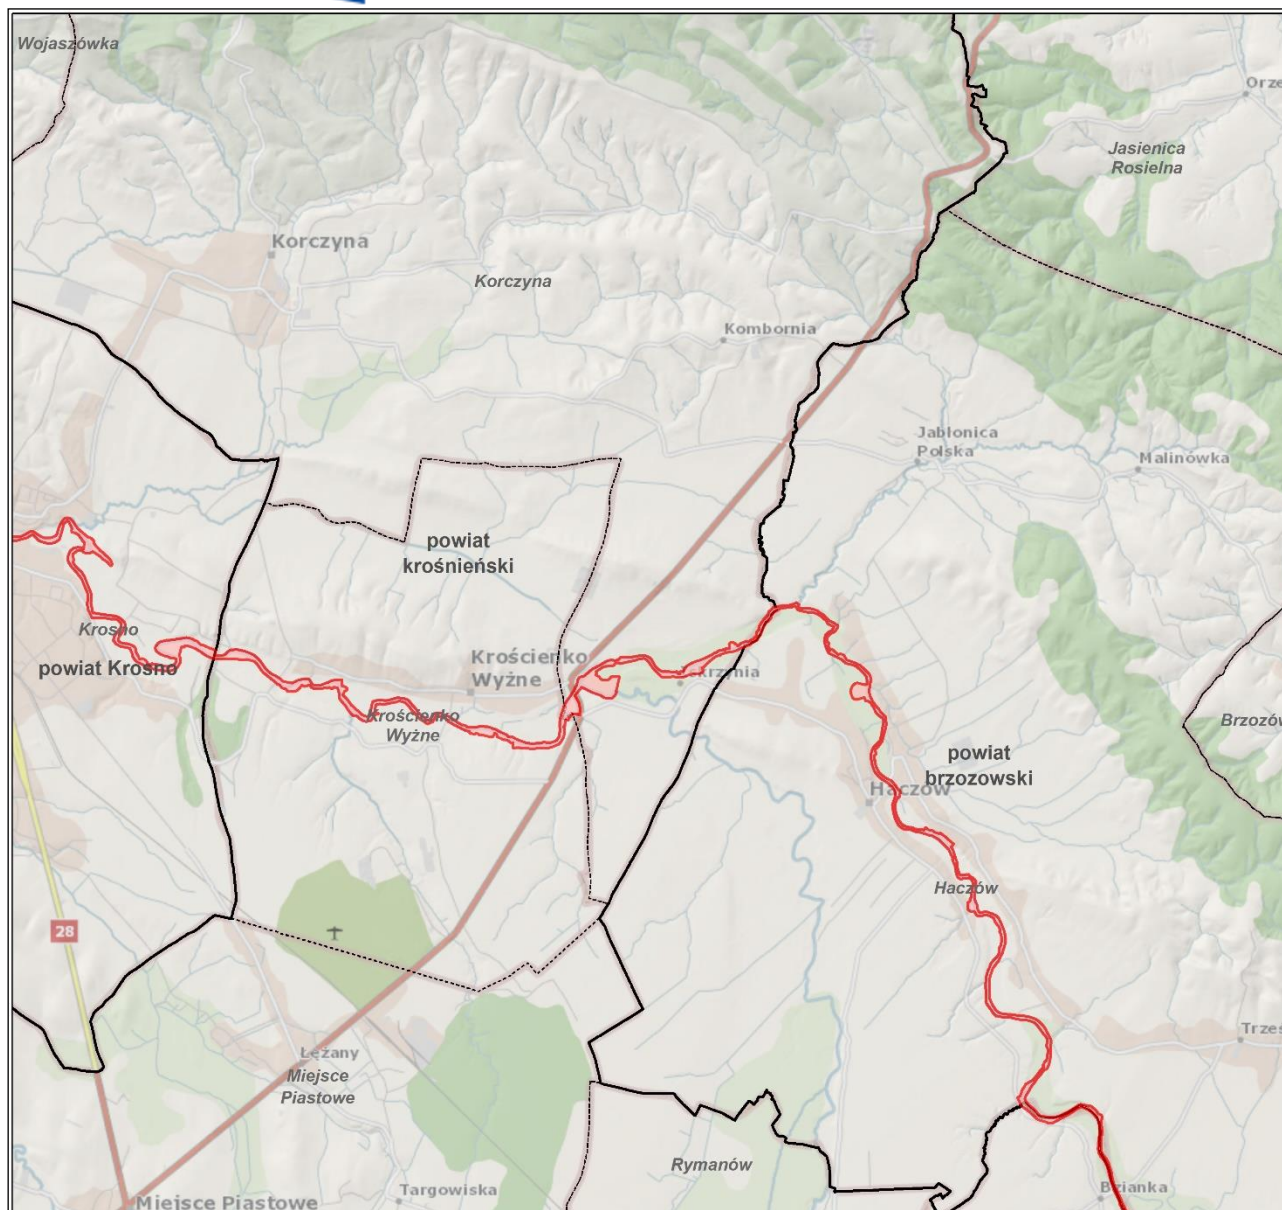 Wojaszówka
Orze
Jasienica
Rosielna
Korczyna
Korczyna
Kombornia
Jabłonica
Polska
Malinówka
powiat
krośnieński
Krosno
powiat Krosno
Krościenko
Wyżne
Krościenko
Wyżne
Brzozów
powiat
brzozowski
Haczów
Haczów
28
Trześ
Łężany
Miejsce
Piastowe
Rymanów
Targowiska
Bzianka
Miejsce Piastowe